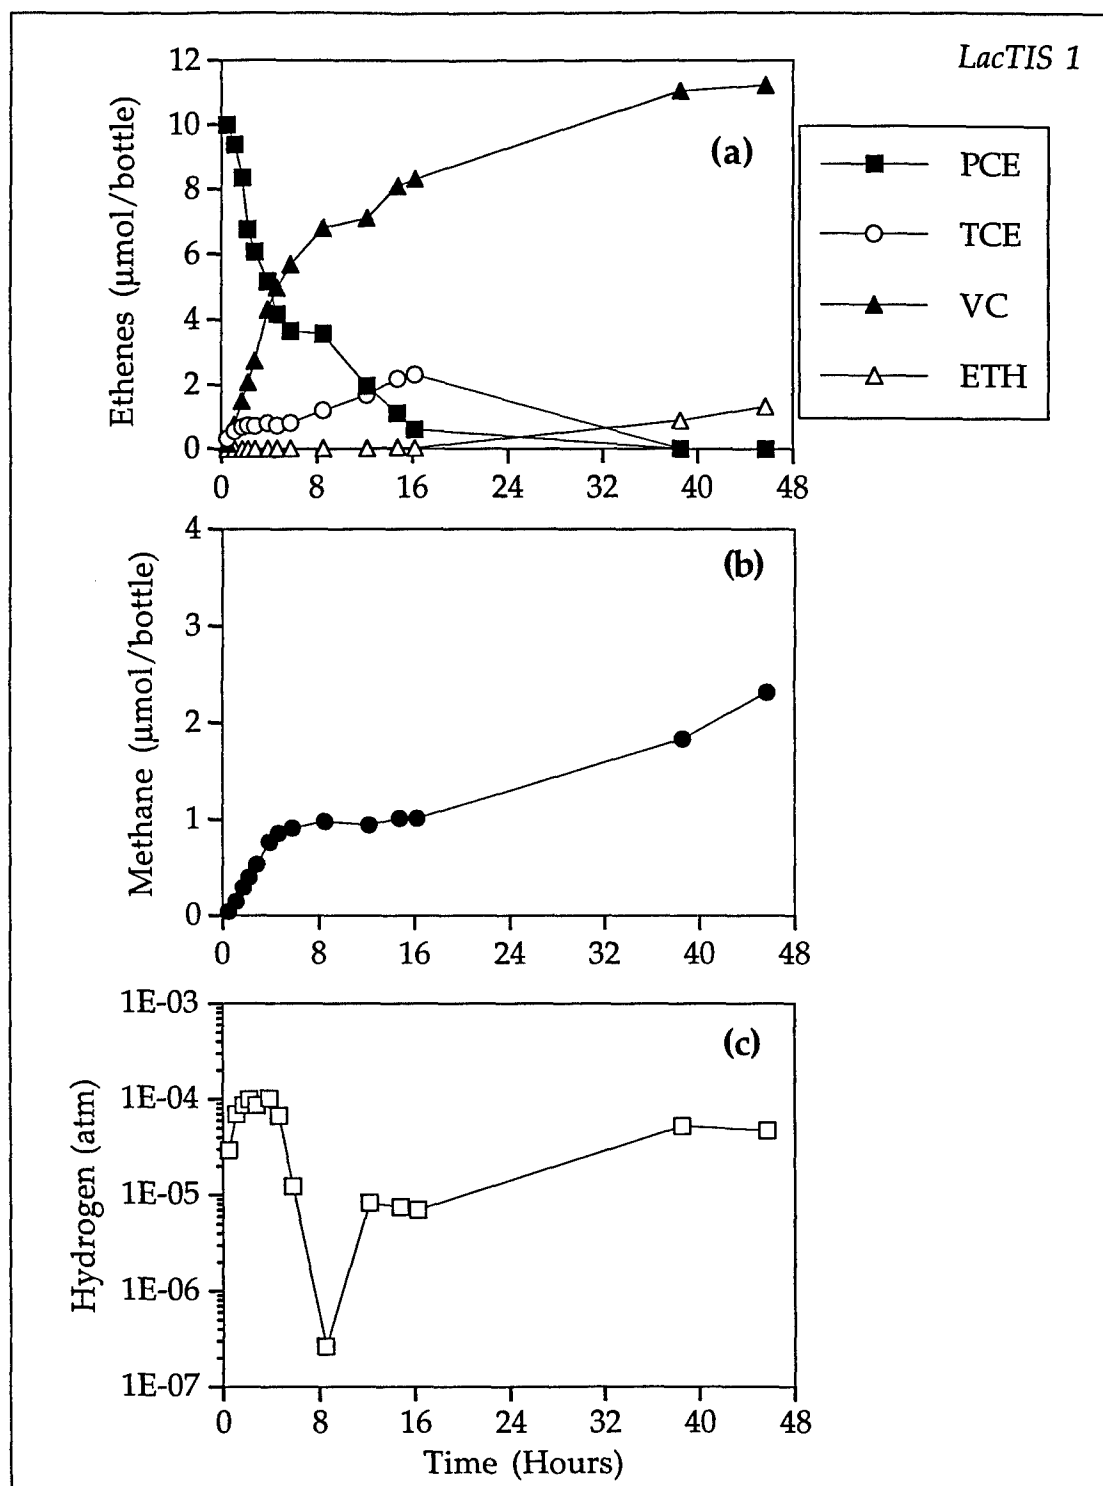 LacTIS 1
12
10
8
6
4
2
0
Ethenes (μmol/bottle)
(a)
0 8 16 24 32 40 48
PCE
TCE
VC
ETH
4
3
2
1
0
Methane (μmol/bottle)
(b)
0 8 16 24 32 40 48
1E-03
1E-04
1E-05
1E-06
1E-07
Hydrogen (atm)
(c)
0 8 16 24 32 40 48
Time (Hours)